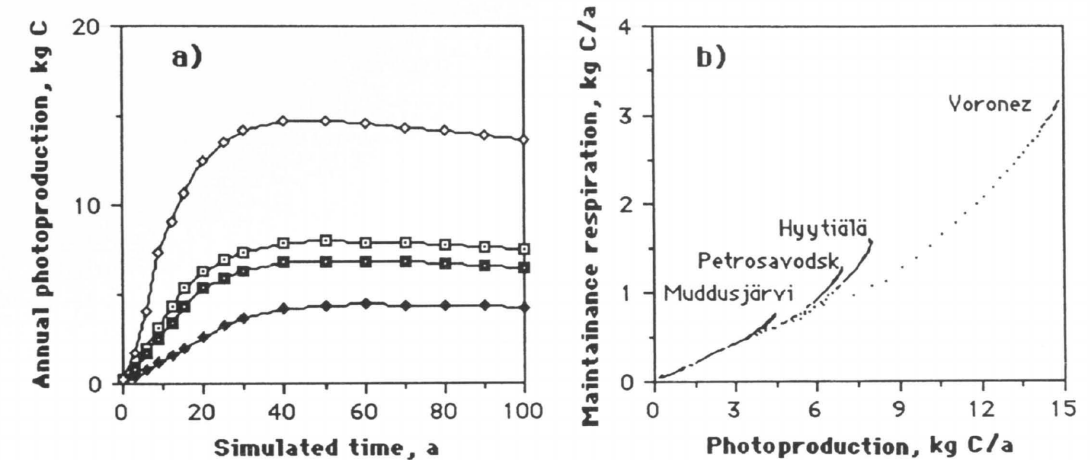 a)
Annual photoproduction, kg C
20
10
0
0 20 40 60 80 100
Simulated time, a
b)
Maintainance respiration, kg C/a
4
3
2
1
0
Voronez
Hyytiälä
Petrosavodsk
Muddusjärvi
0 3 6 9 12 15
Photoproduction, kg C/a